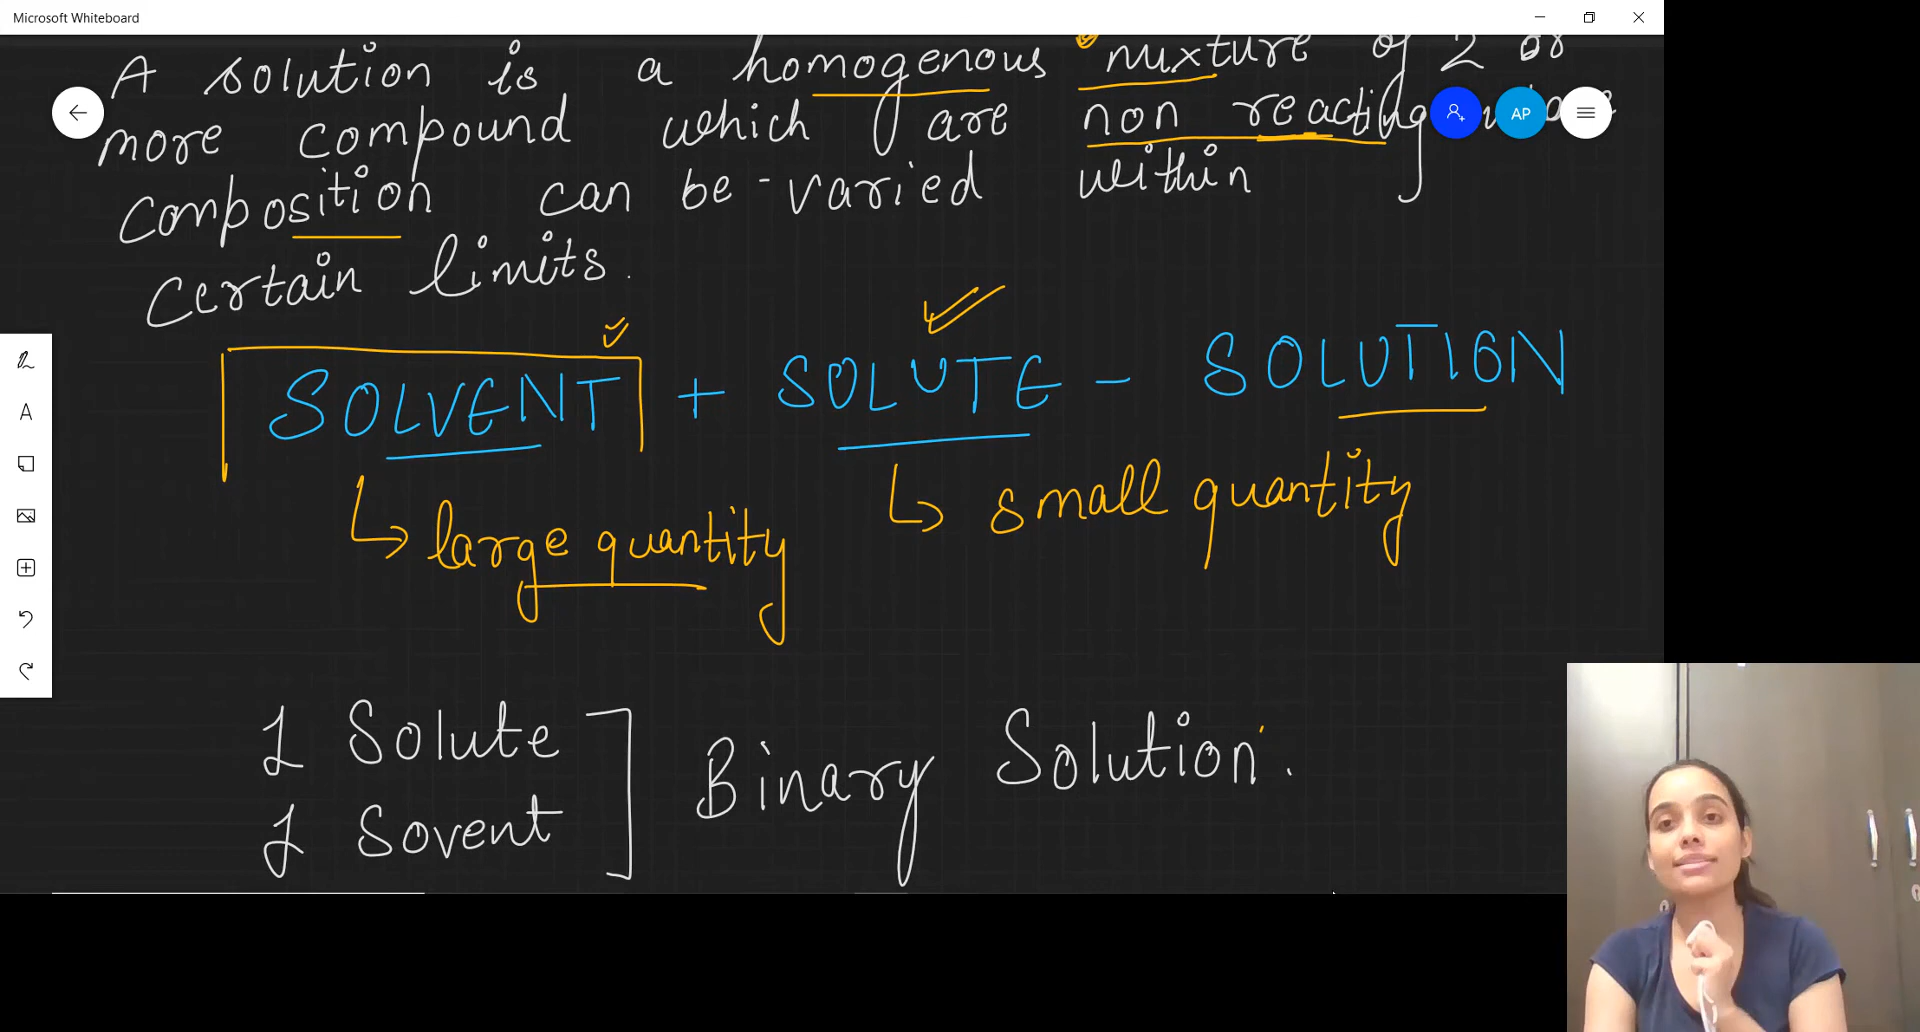 Microsoft Whiteboard
A solution is a homogenous mixture of 2 or
more compound which are non reacting
AP
composition can be varied within
certain limits.
SOLVENT + SOLUTE - SOLUTION
large quantity small quantity
1 Solute
1 Sovent
Binary Solution.
A